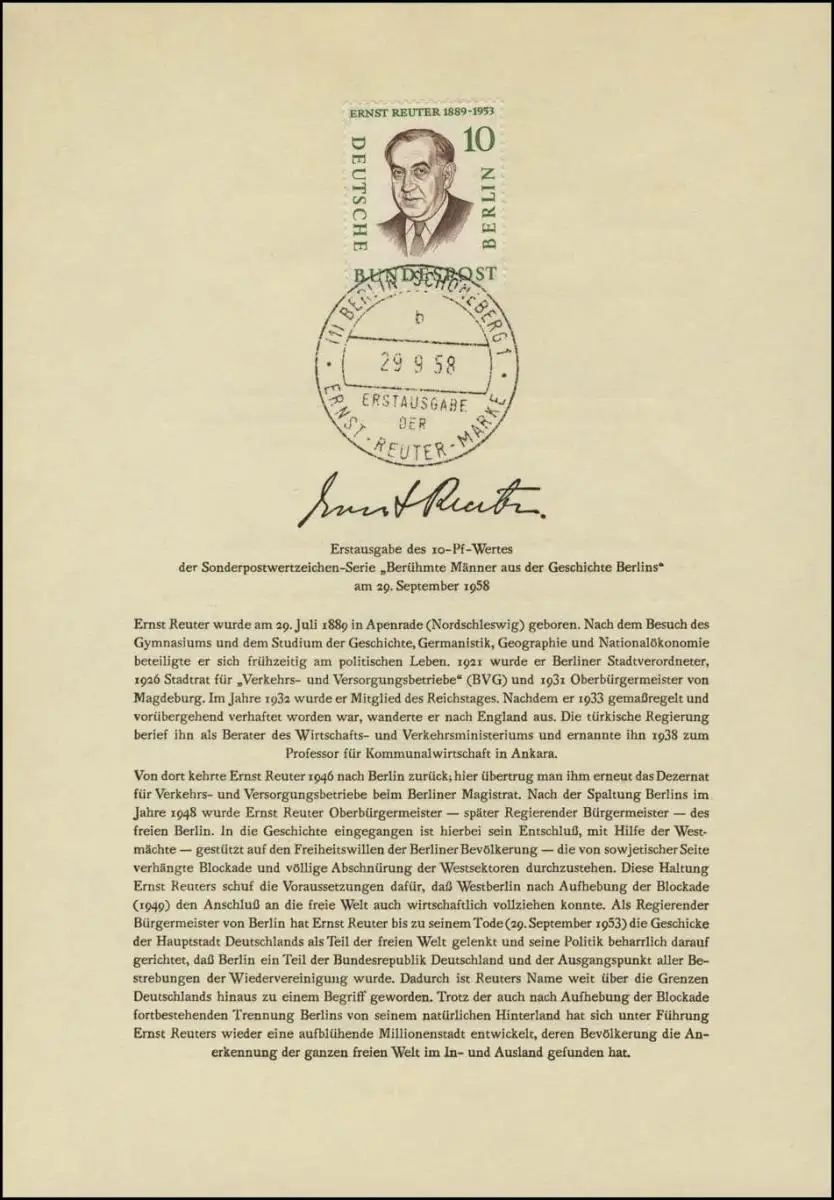 ERNST REUTER 1889-1953
10
DEUTSCHE
BERLIN
BUNDESPOST
(1) BERLIN SCHÖNEBERG 1
b
29 9 58
ERSTAUSGABE
DER
ERNST-REUTER-MARKE
Ernst Reuter.
Erstausgabe des 10-Pf-Wertes
der Sonderpostwertzeichen-Serie „Berühmte Männer aus der Geschichte Berlins“
am 29. September 1958
Ernst Reuter wurde am 29. Juli 1889 in Apenrade (Nordschleswig) geboren. Nach dem Besuch des
Gymnasiums und dem Studium der Geschichte, Germanistik, Geographie und Nationalökonomie
beteiligte er sich frühzeitig am politischen Leben. 1921 wurde er Berliner Stadtverordneter,
1926 Stadtrat für „Verkehrs- und Versorgungsbetriebe“ (BVG) und 1931 Oberbürgermeister von
Magdeburg. Im Jahre 1932 wurde er Mitglied des Reichstages. Nachdem er 1933 gemaßregelt und
vorübergehend verhaftet worden war, wanderte er nach England aus. Die türkische Regierung
berief ihn als Berater des Wirtschafts- und Verkehrsministeriums und ernannte ihn 1938 zum
Professor für Kommunalwirtschaft in Ankara.
Von dort kehrte Ernst Reuter 1946 nach Berlin zurück; hier übertrug man ihm erneut das Dezernat
für Verkehrs- und Versorgungsbetriebe beim Berliner Magistrat. Nach der Spaltung Berlins im
Jahre 1948 wurde Ernst Reuter Oberbürgermeister — später Regierender Bürgermeister — des
freien Berlin. In die Geschichte eingegangen ist hierbei sein Entschluß, mit Hilfe der West-
mächte — gestützt auf den Freiheitswillen der Berliner Bevölkerung — die von sowjetischer Seite
verhängte Blockade und völlige Abschnürung der Westsektoren durchzustehen. Diese Haltung
Ernst Reuters schuf die Voraussetzungen dafür, daß Westberlin nach Aufhebung der Blockade
(1949) den Anschluß an die freie Welt auch wirtschaftlich vollziehen konnte. Als Regierender
Bürgermeister von Berlin hat Ernst Reuter bis zu seinem Tode (29. September 1953) die Geschicke
der Hauptstadt Deutschlands als Teil der freien Welt gelenkt und seine Politik beharrlich darauf
gerichtet, daß Berlin ein Teil der Bundesrepublik Deutschland und der Ausgangspunkt aller Be-
strebungen der Wiedervereinigung wurde. Dadurch ist Reuters Name weit über die Grenzen
Deutschlands hinaus zu einem Begriff geworden. Trotz der auch nach Aufhebung der Blockade
fortbestehenden Trennung Berlins von seinem natürlichen Hinterland hat sich unter Führung
Ernst Reuters wieder eine aufblühende Millionenstadt entwickelt, deren Bevölkerung die An-
erkennung der ganzen freien Welt im In- und Ausland gefunden hat.